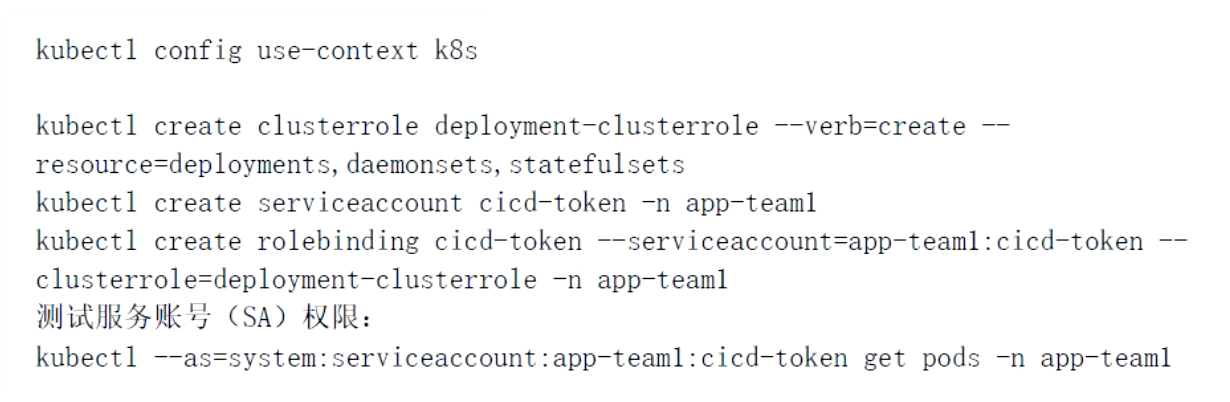 kubectl config use-context k8s
kubectl create clusterrole deployment-clusterrole --verb=create --
resource=deployments,daemonsets,statefulsets
kubectl create serviceaccount cicd-token -n app-team1
kubectl create rolebinding cicd-token --serviceaccount=app-team1:cicd-token --
clusterrole=deployment-clusterrole -n app-team1
测试服务账号（SA）权限：
kubectl --as=system:serviceaccount:app-team1:cicd-token get pods -n app-team1